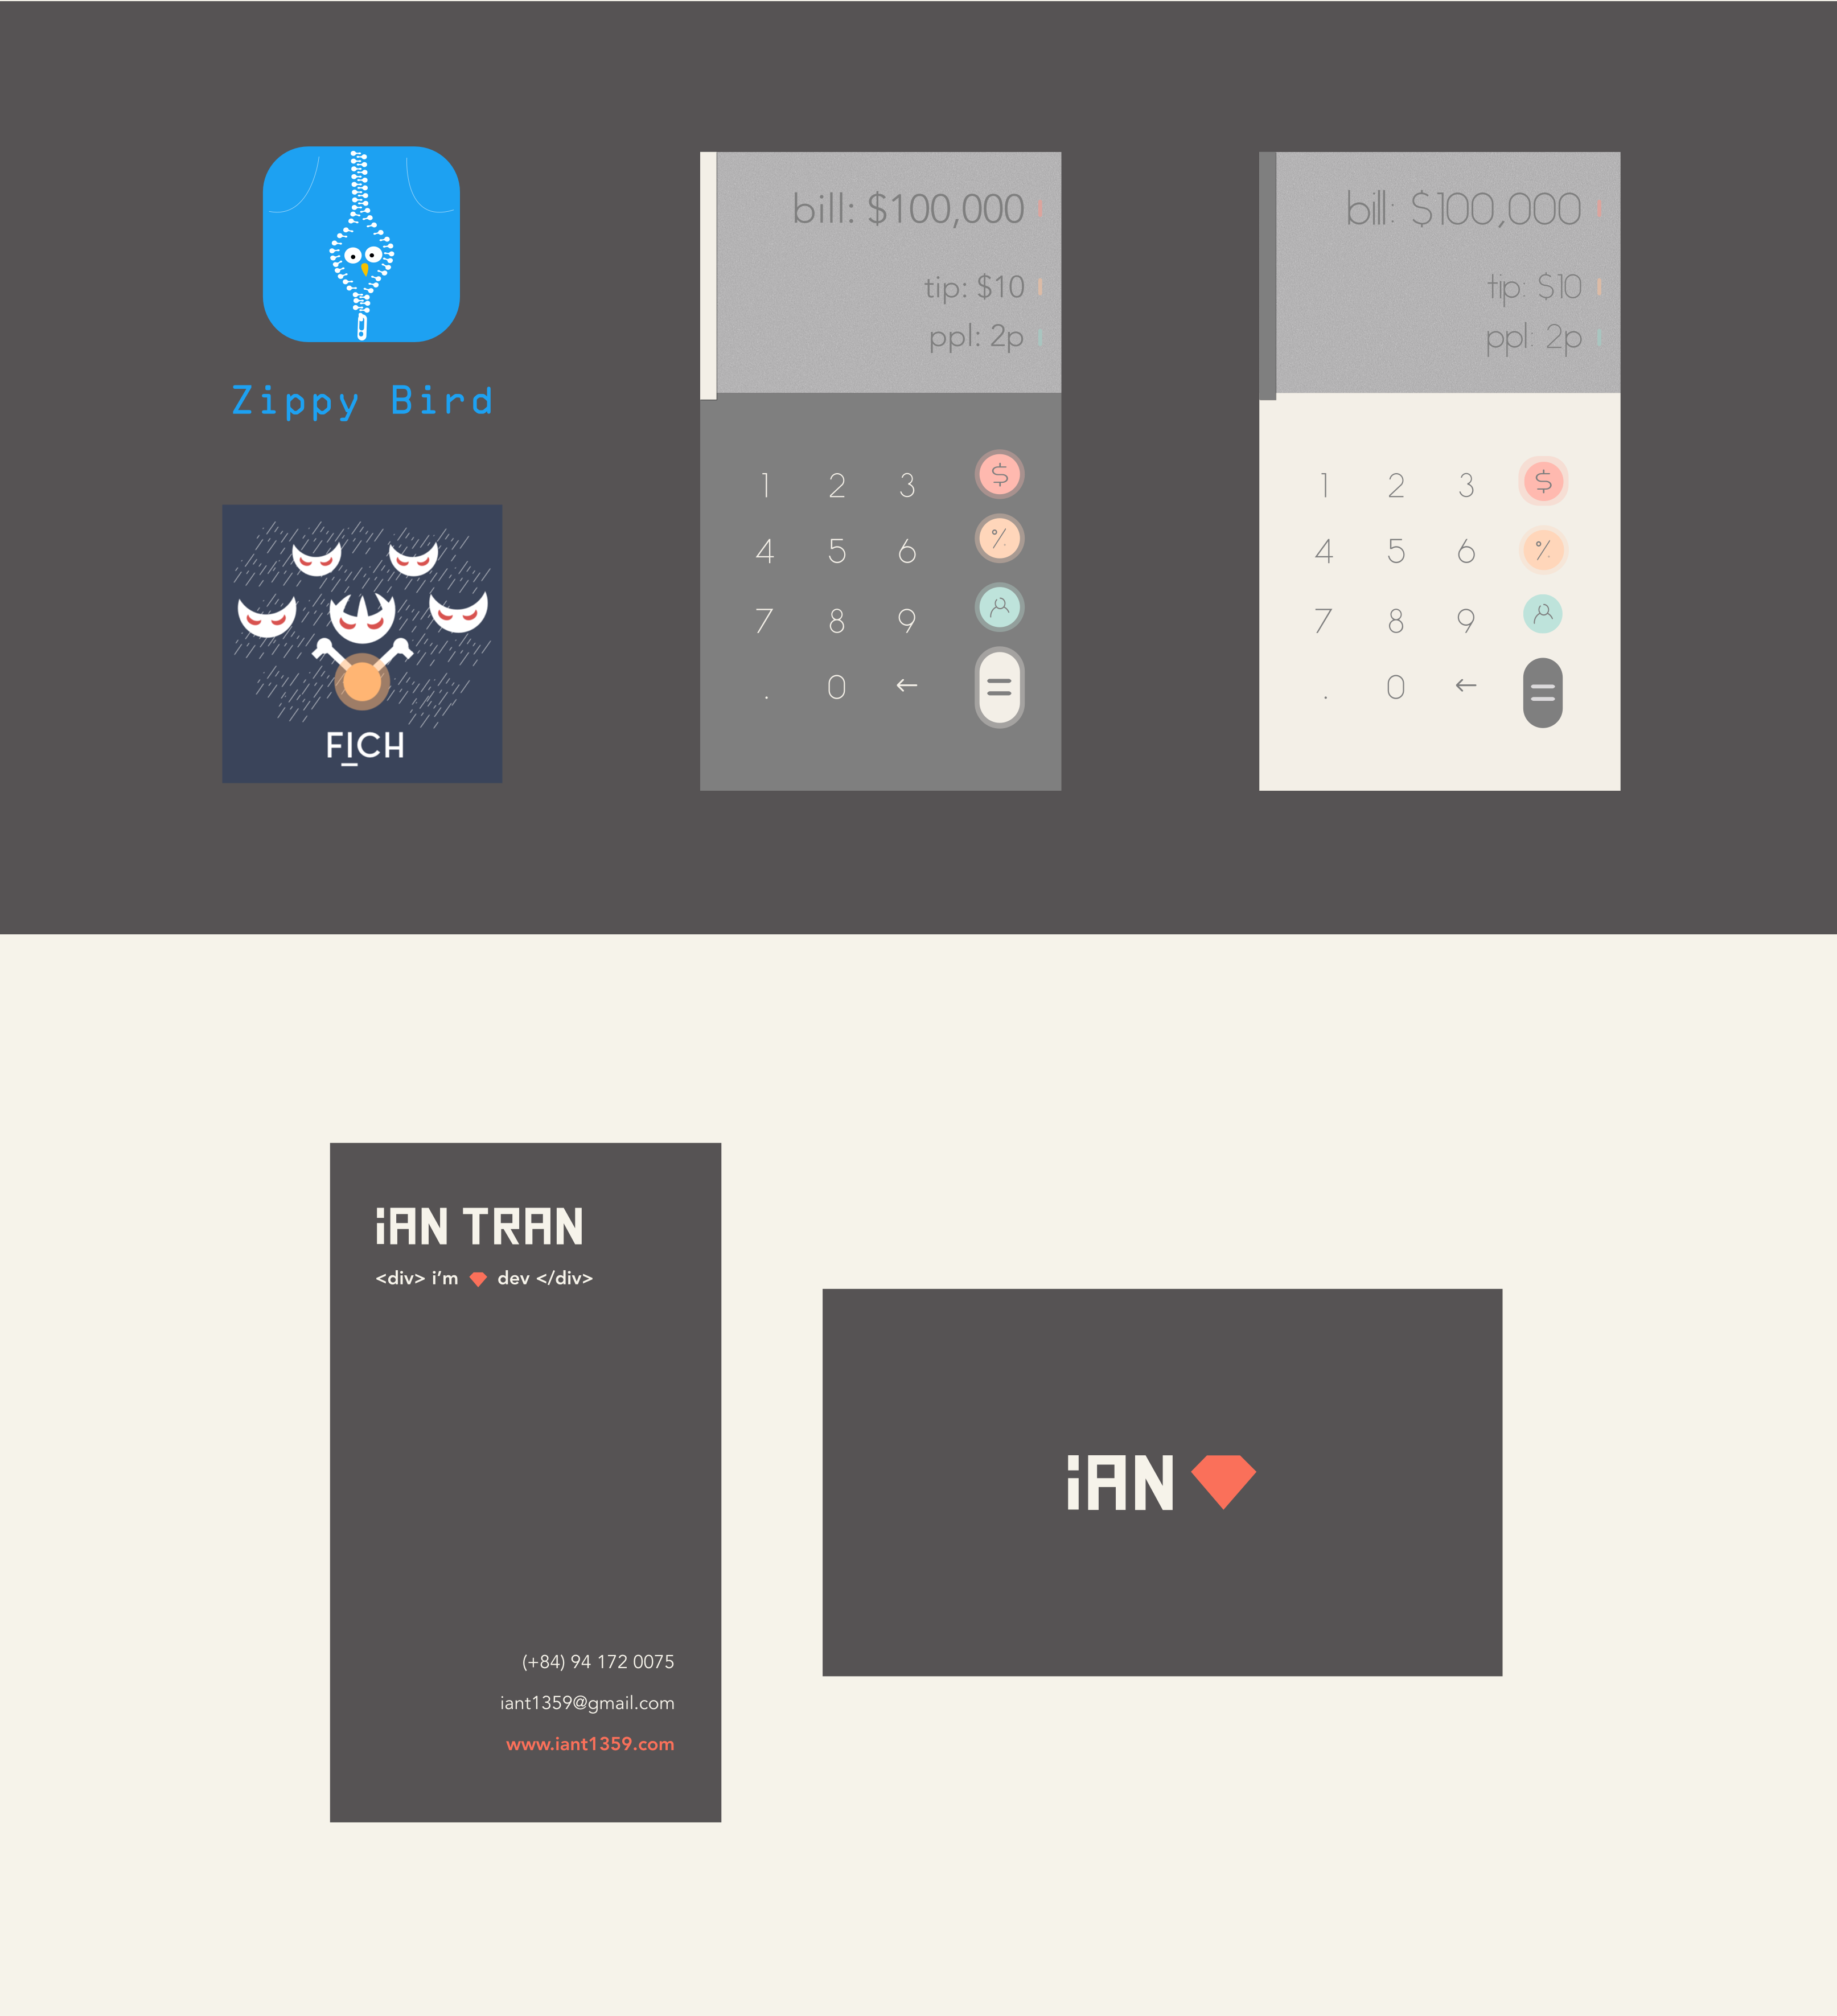 Zippy Bird
FICH
bill: $100,000
tip: $10
ppl: 2p
1 2 3 $
4 5 6 %
7 8 9
. 0 ← =
bill: $100,000
tip: $10
ppl: 2p
1 2 3 $
4 5 6 %
7 8 9
. 0 ← =
iAN TRAN
<div> i’m dev </div>
(+84) 94 172 0075
iant1359@gmail.com
www.iant1359.com
iAN